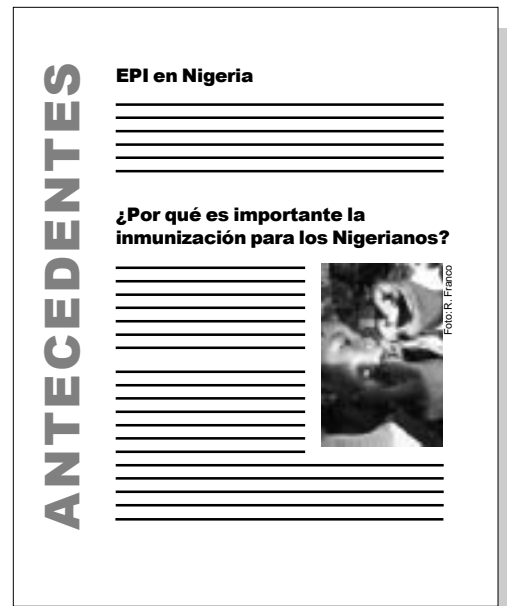 ANTECEDENTES
EPI en Nigeria
¿Por qué es importante la
inmunización para los Nigerianos?
Foto: R. Franco